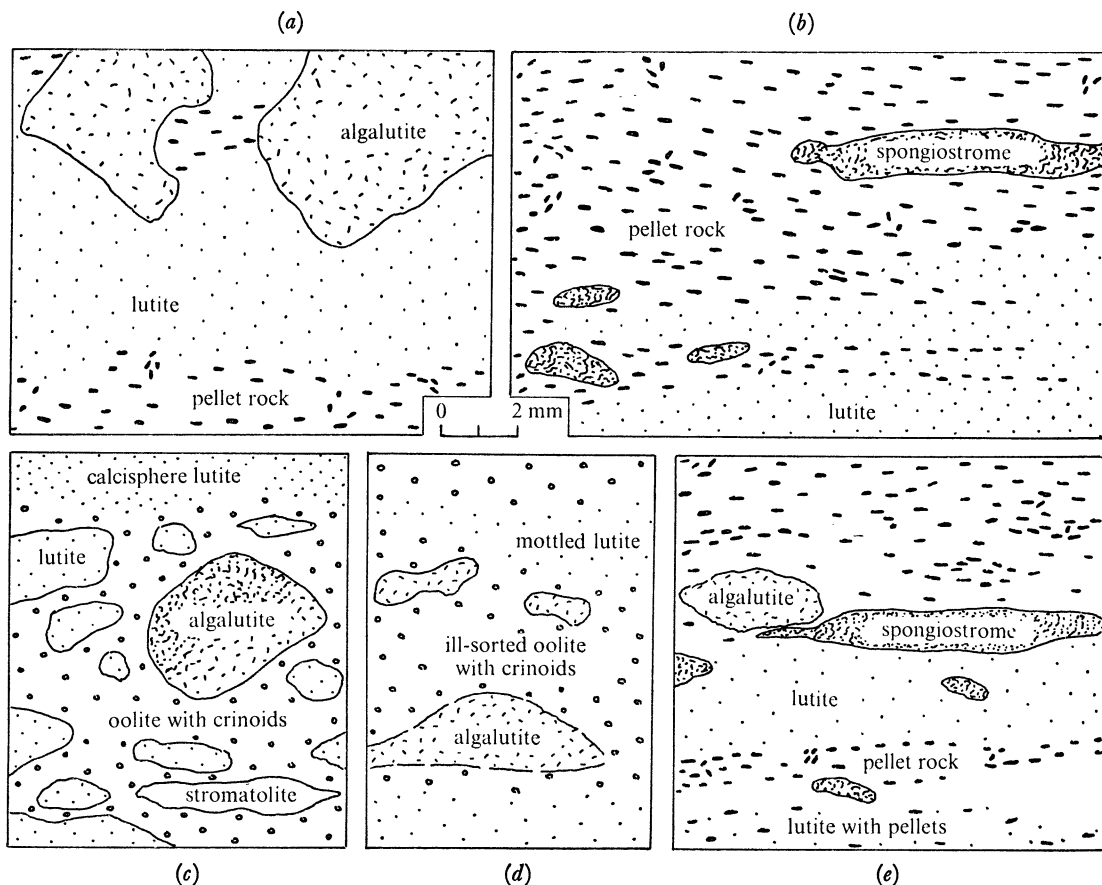 (a)
algalutite
lutite
pellet rock
(b)
spongiostrome
pellet rock
lutite
0 2 mm
(c)
calcisphere lutite
lutite
algalutite
oolite with crinoids
stromatolite
(d)
mottled lutite
ill-sorted oolite
with crinoids
algalutite
(e)
algalutite
spongiostrome
lutite
pellet rock
lutite with pellets